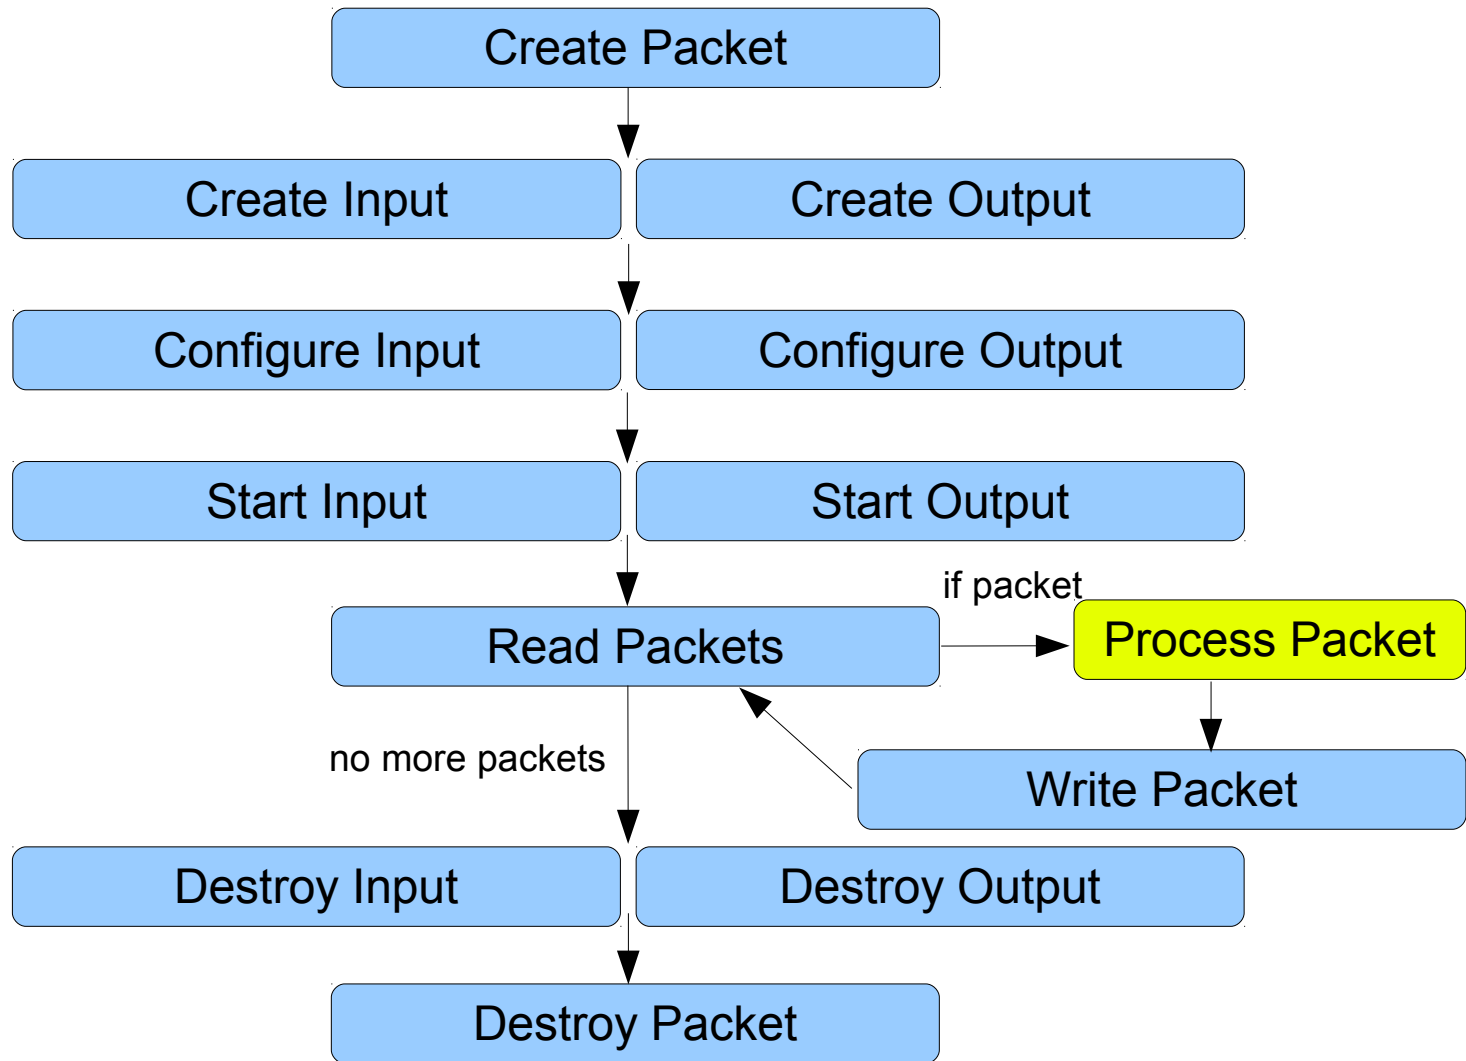 Create Packet
Create Input
Create Output
Configure Input
Configure Output
Start Input
Start Output
if packet
Read Packets
Process Packet
no more packets
Write Packet
Destroy Input
Destroy Output
Destroy Packet